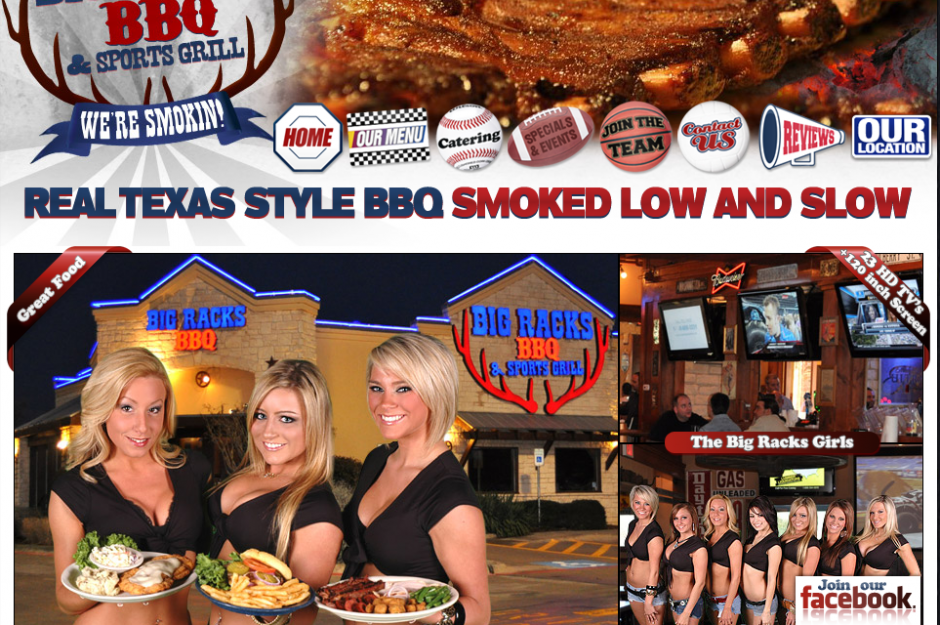 BBQ
& SPORTS GRILL
WE'RE SMOKIN!
HOME
OUR MENU
Catering
SPECIALS
& EVENTS
JOIN THE
TEAM
Contact
US
REVIEWS
OUR
LOCATION
REAL TEXAS STYLE BBQ SMOKED LOW AND SLOW
Great Food
23 HD TV's
+120 inch Screen
BIG RACKS
BBQ
BIG RACKS
BBQ
& SPORTS GRILL
Budweiser
The Big Racks Girls
GAS
UNLEADED
Join our
facebook.